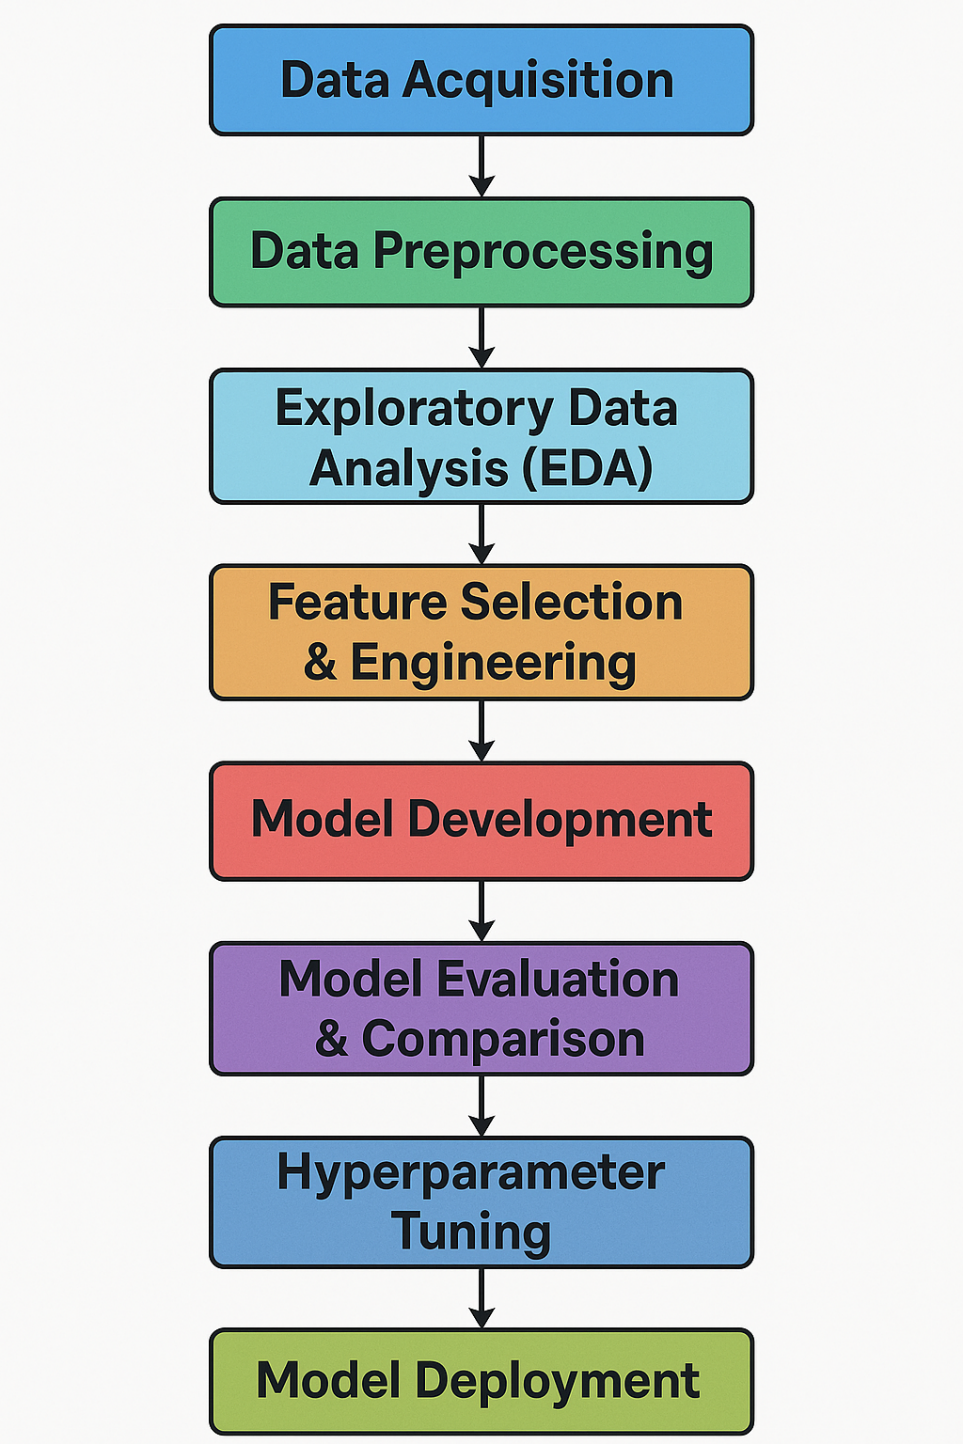 Data Acquisition
Data Preprocessing
Exploratory Data
Analysis (EDA)
Feature Selection
& Engineering
Model Development
Model Evaluation
& Comparison
Hyperparameter
Tuning
Model Deployment